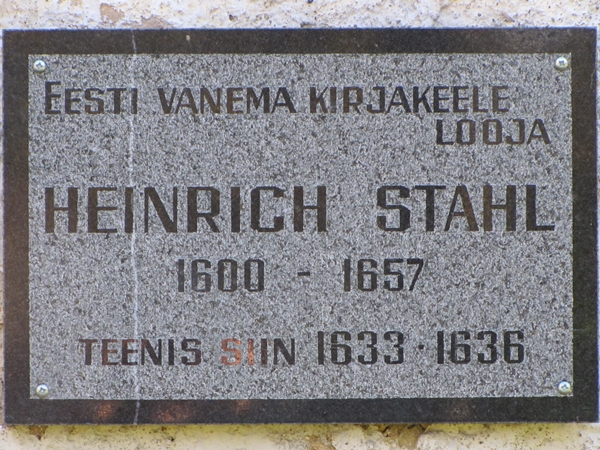 EESTI VANEMA KIRJAKEELE
LOOJA
HEINRICH STAHL
1600 - 1657
TEENIS SIIN 1633 · 1636